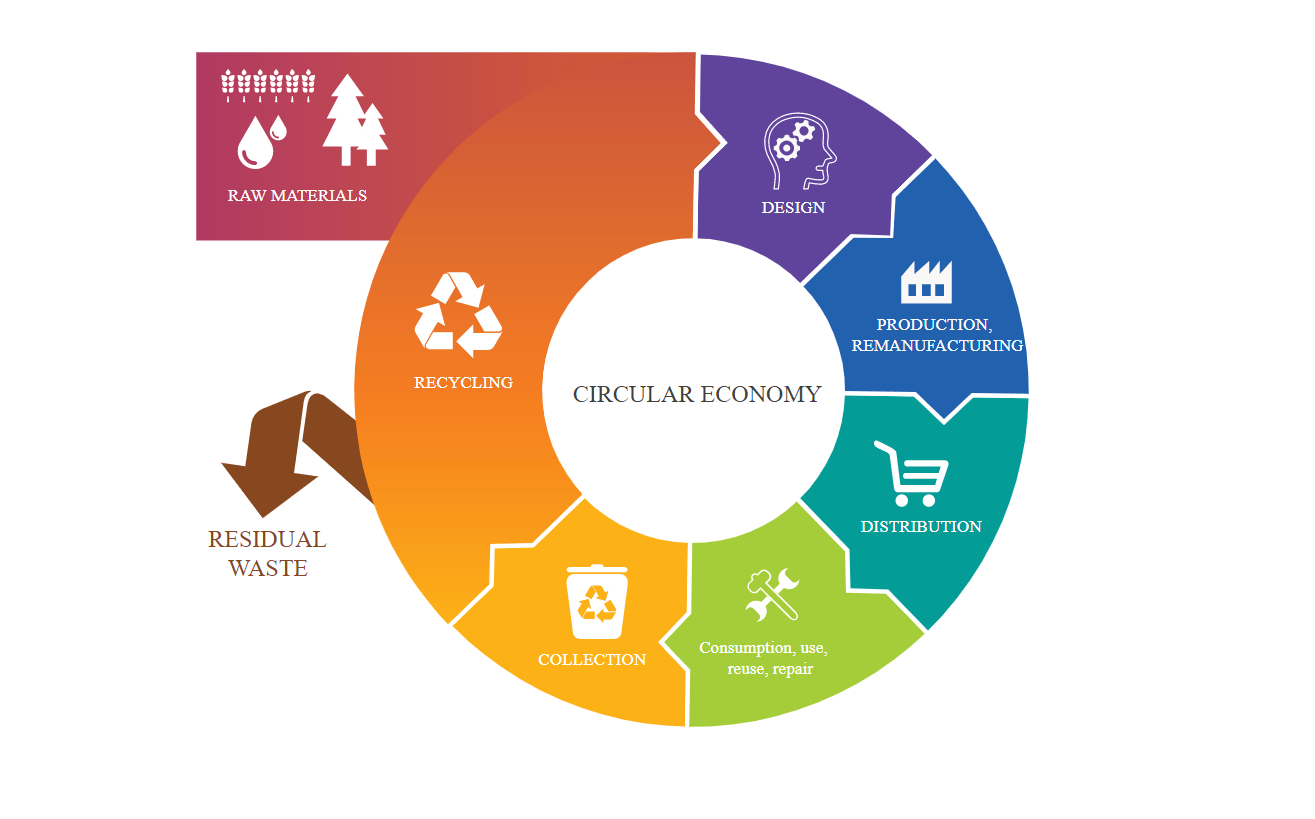 RAW MATERIALS
DESIGN
PRODUCTION,
REMANUFACTURING
RECYCLING
CIRCULAR ECONOMY
DISTRIBUTION
RESIDUAL
WASTE
Consumption, use,
reuse, repair
COLLECTION